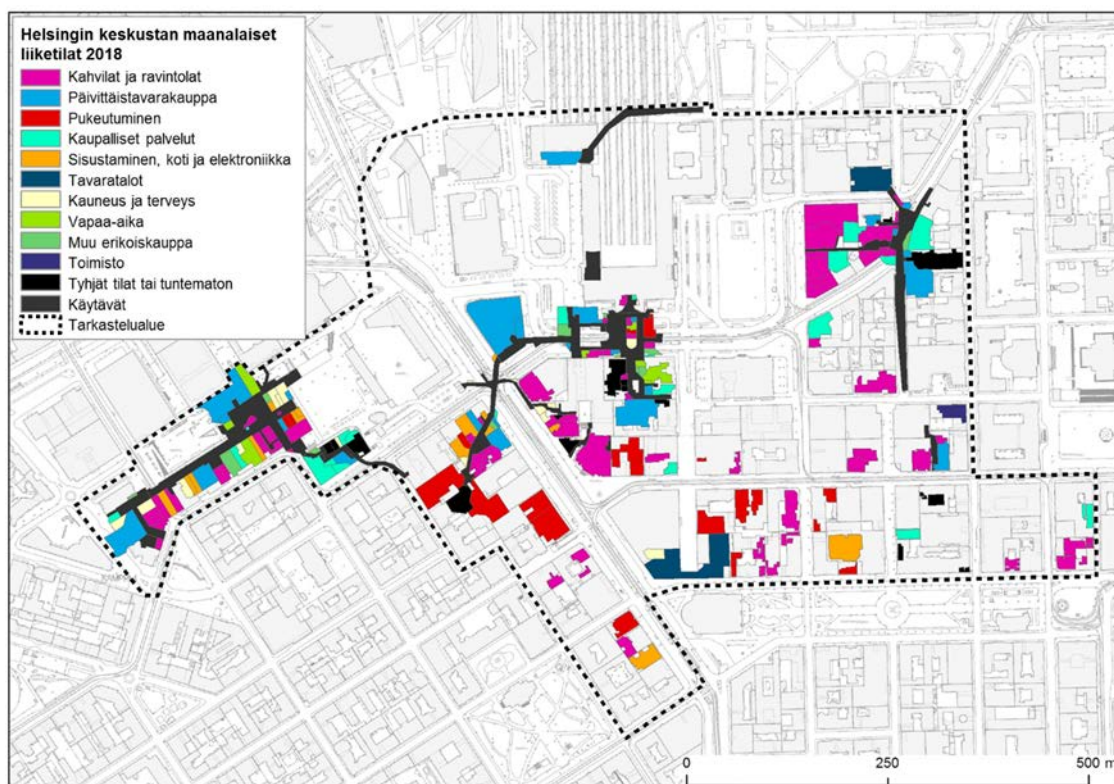 Helsingin keskustan maanalaiset
liiketilat 2018
Kahvilat ja ravintolat
Päivittäistavarakauppa
Pukeutuminen
Kaupalliset palvelut
Sisustaminen, koti ja elektroniikka
Tavaratalot
Kauneus ja terveys
Vapaa-aika
Muu erikoiskauppa
Toimisto
Tyhjät tilat tai tuntematon
Käytävät
Tarkastelualue
0 250 500 m